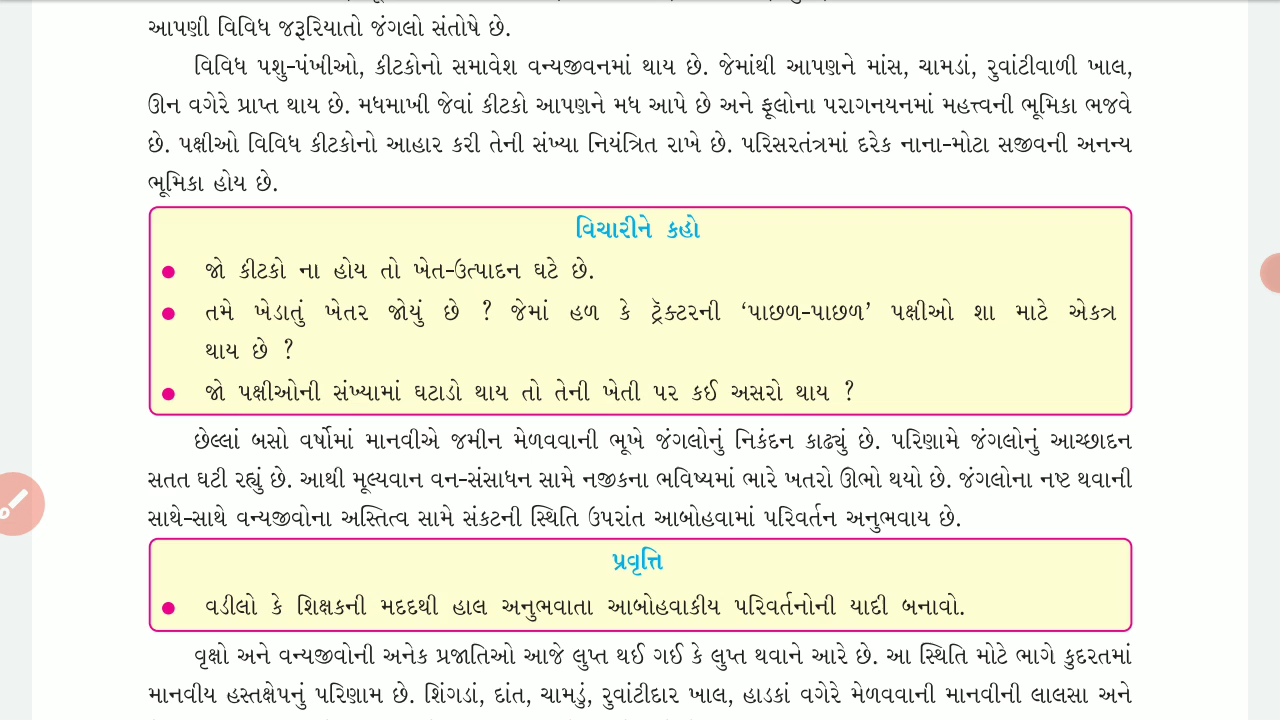 આપણી વિવિધ જરૂરિયાતો જંગલો સંતોષે છે.
વિવિધ પશુ-પંખીઓ, કીટકોનો સમાવેશ વન્યજીવનમાં થાય છે. જેમાંથી આપણને માંસ, ચામડાં, રુવાંટીવાળી ખાલ,
ઊન વગેરે પ્રાપ્ત થાય છે. મધમાખી જેવાં કીટકો આપણને મધ આપે છે અને ફૂલોના પરાગનયનમાં મહત્ત્વની ભૂમિકા ભજવે
છે. પક્ષીઓ વિવિધ કીટકોનો આહાર કરી તેની સંખ્યા નિયંત્રિત રાખે છે. પરિસરતંત્રમાં દરેક નાના-મોટા સજીવની અનન્ય
ભૂમિકા હોય છે.
વિચારીને કહો
● જો કીટકો ના હોય તો ખેત-ઉત્પાદન ઘટે છે.
● તમે ખેડાતું ખેતર જોયું છે ? જેમાં હળ કે ટ્રૅક્ટરની ‘પાછળ-પાછળ’ પક્ષીઓ શા માટે એકત્ર
થાય છે ?
● જો પક્ષીઓની સંખ્યામાં ઘટાડો થાય તો તેની ખેતી પર કઈ અસરો થાય ?
છેલ્લાં બસો વર્ષોમાં માનવીએ જમીન મેળવવાની ભૂખે જંગલોનું નિકંદન કાઢ્યું છે. પરિણામે જંગલોનું આચ્છાદન
સતત ઘટી રહ્યું છે. આથી મૂલ્યવાન વન-સંસાધન સામે નજીકના ભવિષ્યમાં ભારે ખતરો ઊભો થયો છે. જંગલોના નષ્ટ થવાની
સાથે-સાથે વન્યજીવોના અસ્તિત્વ સામે સંકટની સ્થિતિ ઉપરાંત આબોહવામાં પરિવર્તન અનુભવાય છે.
પ્રવૃત્તિ
● વડીલો કે શિક્ષકની મદદથી હાલ અનુભવાતા આબોહવાકીય પરિવર્તનોની યાદી બનાવો.
વૃક્ષો અને વન્યજીવોની અનેક પ્રજાતિઓ આજે લુપ્ત થઈ ગઈ કે લુપ્ત થવાને આરે છે. આ સ્થિતિ મોટે ભાગે કુદરતમાં
માનવીય હસ્તક્ષેપનું પરિણામ છે. શિંગડાં, દાંત, ચામડું, રુવાંટીદાર ખાલ, હાડકાં વગેરે મેળવવાની માનવીની લાલસા અને